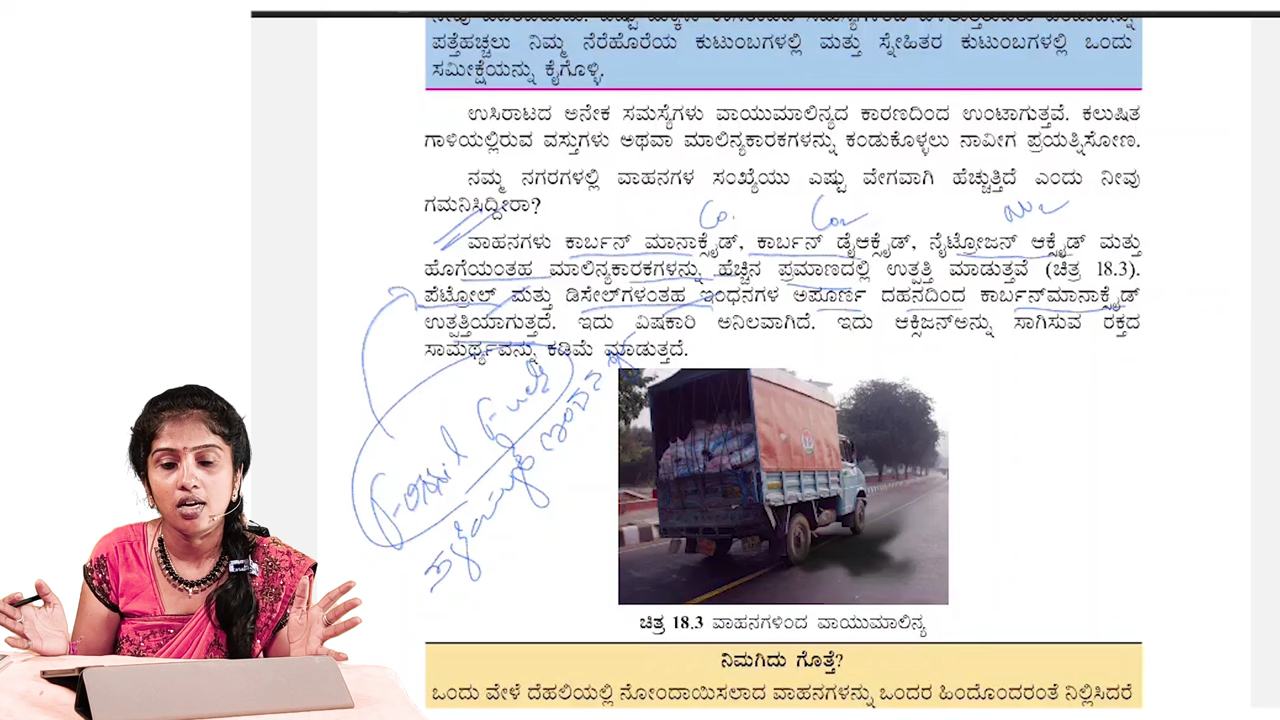 ಪತ್ತೆಹಚ್ಚಲು ನಿಮ್ಮ ನೆರೆಹೊರೆಯ ಕುಟುಂಬಗಳಲ್ಲಿ ಮತ್ತು ಸ್ನೇಹಿತರ ಕುಟುಂಬಗಳಲ್ಲಿ ಒಂದು
ಸಮೀಕ್ಷೆಯನ್ನು ಕೈಗೊಳ್ಳಿ.
ಉಸಿರಾಟದ ಅನೇಕ ಸಮಸ್ಯೆಗಳು ವಾಯುಮಾಲಿನ್ಯದ ಕಾರಣದಿಂದ ಉಂಟಾಗುತ್ತವೆ. ಕಲುಷಿತ
ಗಾಳಿಯಲ್ಲಿರುವ ವಸ್ತುಗಳು ಅಥವಾ ಮಾಲಿನ್ಯಕಾರಕಗಳನ್ನು ಕಂಡುಕೊಳ್ಳಲು ನಾವೀಗ ಪ್ರಯತ್ನಿಸೋಣ.
ನಮ್ಮ ನಗರಗಳಲ್ಲಿ ವಾಹನಗಳ ಸಂಖ್ಯೆಯು ಎಷ್ಟು ವೇಗವಾಗಿ ಹೆಚ್ಚುತ್ತಿದೆ ಎಂದು ನೀವು
ಗಮನಿಸಿದ್ದೀರಾ?
Co.
Co2
ವಾಹನಗಳು ಕಾರ್ಬನ್ ಮಾನಾಕ್ಸೈಡ್, ಕಾರ್ಬನ್ ಡೈಆಕ್ಸೈಡ್, ನೈಟ್ರೋಜನ್ ಆಕ್ಸೈಡ್ ಮತ್ತು
ಹೊಗೆಯಂತಹ ಮಾಲಿನ್ಯಕಾರಕಗಳನ್ನು ಹೆಚ್ಚಿನ ಪ್ರಮಾಣದಲ್ಲಿ ಉತ್ಪತ್ತಿ ಮಾಡುತ್ತವೆ (ಚಿತ್ರ 18.3).
ಪೆಟ್ರೋಲ್ ಮತ್ತು ಡಿಸೇಲ್‌ಗಳಂತಹ ಇಂಧನಗಳ ಅಪೂರ್ಣ ದಹನದಿಂದ ಕಾರ್ಬನ್‌ಮಾನಾಕ್ಸೈಡ್
ಉತ್ಪತ್ತಿಯಾಗುತ್ತದೆ. ಇದು ವಿಷಕಾರಿ ಅನಿಲವಾಗಿದೆ. ಇದು ಆಕ್ಸಿಜನ್‌ಅನ್ನು ಸಾಗಿಸುವ ರಕ್ತದ
ಸಾಮರ್ಥ್ಯವನ್ನು ಕಡಿಮೆ ಮಾಡುತ್ತದೆ.
Fossil Fuels
ಚಿತ್ರ 18.3 ವಾಹನಗಳಿಂದ ವಾಯುಮಾಲಿನ್ಯ
ನಿಮಗಿದು ಗೊತ್ತೆ?
ಒಂದು ವೇಳೆ ದೆಹಲಿಯಲ್ಲಿ ನೋಂದಾಯಿಸಲಾದ ವಾಹನಗಳನ್ನು ಒಂದರ ಹಿಂದೊಂದರಂತೆ ನಿಲ್ಲಿಸಿದರೆ